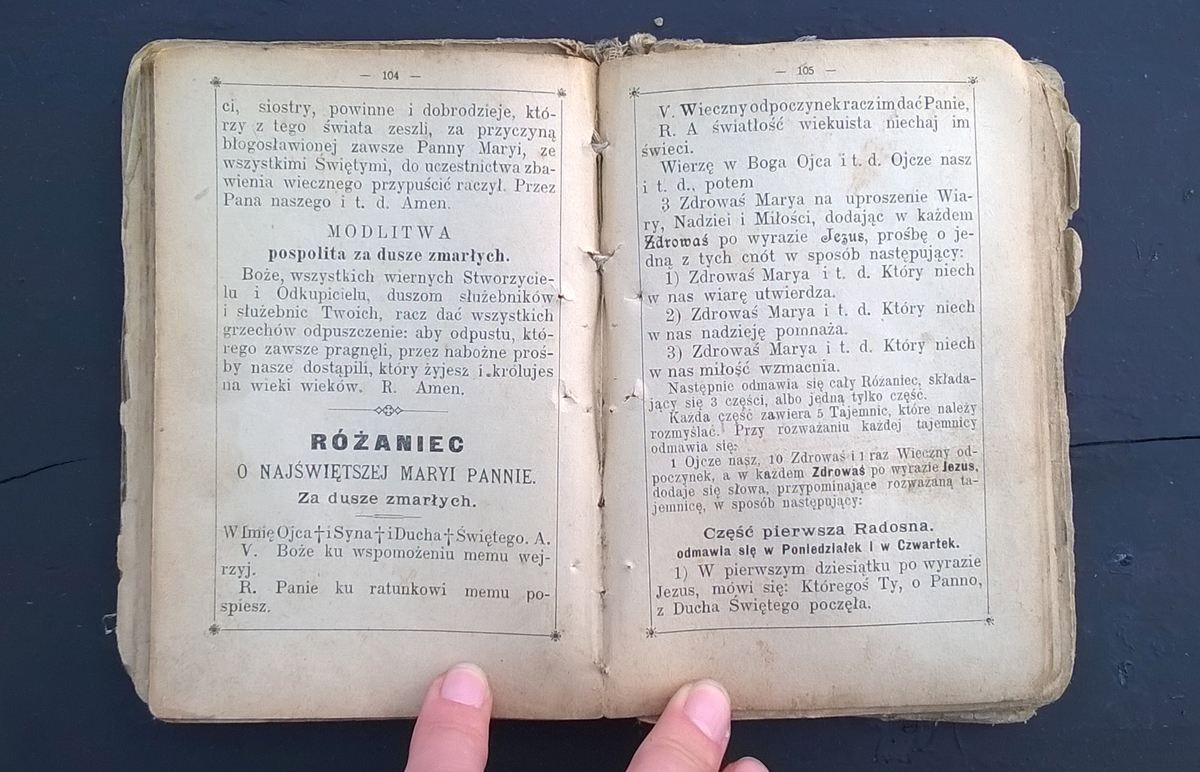 — 104 —
ci, siostry, powinne i dobrodzieje, któ-
rzy z tego świata zeszli, za przyczyną
błogosławionej zawsze Panny Maryi, ze
wszystkimi Świętymi, do uczestnictwa zba-
wienia wiecznego przypuścić raczył. Przez
Pana naszego i t. d. Amen.
MODLITWA
pospolita za dusze zmarłych.
Boże, wszystkich wiernych Stworzycie-
lu i Odkupicielu, duszom służebników
i służebnic Twoich, racz dać wszystkich
grzechów odpuszczenie: aby odpustu, któ-
rego zawsze pragnęli, przez nabożne proś-
by nasze dostąpili, który żyjesz i królujes
na wieki wieków. R. Amen.
RÓŻANIEC
O NAJŚWIĘTSZEJ MARYI PANNIE.
Za dusze zmarłych.
W Imię Ojca † i Syna † i Ducha † Świętego. A.
V. Boże ku wspomożeniu memu wej-
rzyj.
R. Panie ku ratunkowi memu po-
spiesz.
— 105 —
V. Wieczny odpoczynek racz im dać Panie,
R. A światłość wiekuista niechaj im
świeci.
Wierzę w Boga Ojca i t. d. Ojcze nasz
i t. d., potem
3 Zdrowaś Marya na uproszenie Wia-
ry, Nadziei i Miłości, dodając w każdem
Zdrowaś po wyrazie Jezus, prośbę o je-
dną z tych cnót w sposób następujący:
1) Zdrowaś Marya i t. d. Który niech
w nas wiarę utwierdza.
2) Zdrowaś Marya i t. d. Który niech
w nas nadzieję pomnaża.
3) Zdrowaś Marya i t. d. Który niech
w nas miłość wzmacnia.
Następnie odmawia się cały Różaniec, składa-
jący się 3 części, albo jedną tylko część.
Każda część zawiera 5 Tajemnic, które należy
rozmyślać. Przy rozważaniu każdej tajemnicy
odmawia się:
1 Ojcze nasz, 10 Zdrowaś i 1 raz Wieczny od-
poczynek, a w każdem Zdrowaś po wyrazie Jezus,
dodaje się słowa, przypominające rozważaną ta-
jemnicę, w sposób następujący:
Część pierwsza Radosna.
odmawia się w Poniedziałek i w Czwartek.
1) W pierwszym dziesiątku po wyrazie
Jezus, mówi się: Któregoś Ty, o Panno,
z Ducha Świętego poczęła.